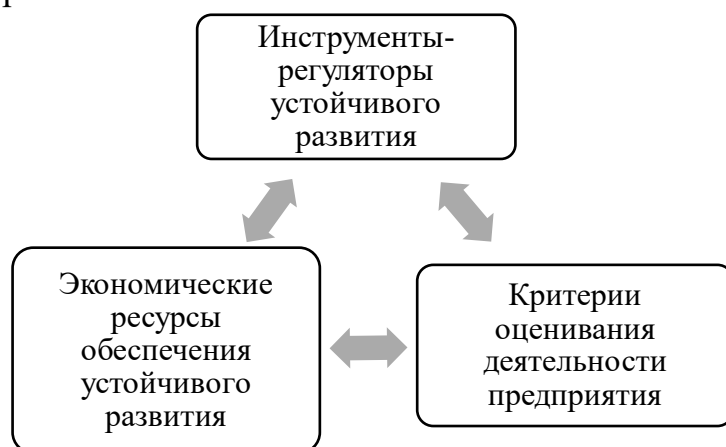 Инструменты-
регуляторы
устойчивого
развития
Экономические
ресурсы
обеспечения
устойчивого
развития
Критерии
оценивания
деятельности
предприятия